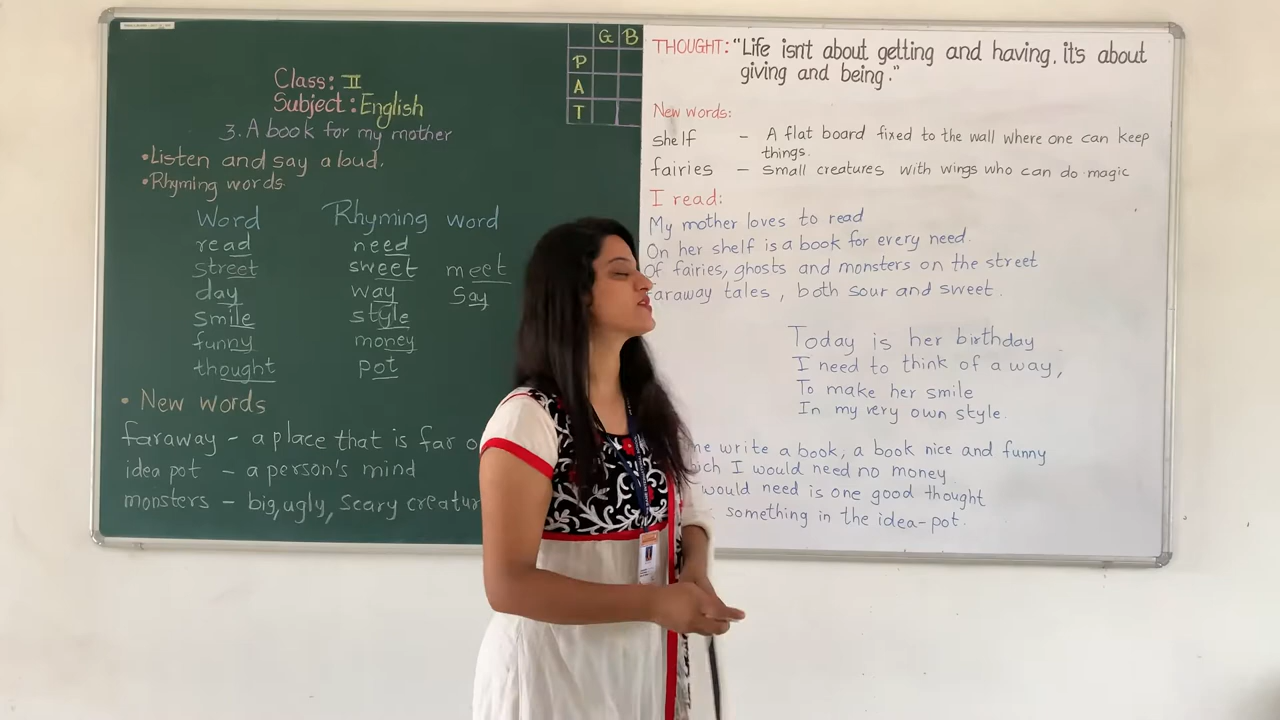 Class: II
Subject: English
3. A book for my mother
•Listen and say aloud.
•Rhyming words
Word Rhyming word
read need
street sweet meet
day way say
smile style
funny money
thought pot
• New words
faraway - a place that is far
idea pot - a person's mind
monsters - big, ugly, scary
G B
P
A
T
THOUGHT: "Life isnt about getting and having, it's about
giving and being."
New words:
shelf - A flat board fixed to the wall where one can keep
things.
fairies - Small creatures with wings who can do magic
I read:
My mother loves to read
On her shelf is a book for every need.
Of fairies, ghosts and monsters on the street
faraway tales, both sour and sweet.
Today is her birthday
I need to think of a way,
To make her smile
In my very own style.
write a book, a book nice and funny
I would need no money
would need is one good thought
something in the idea-pot.